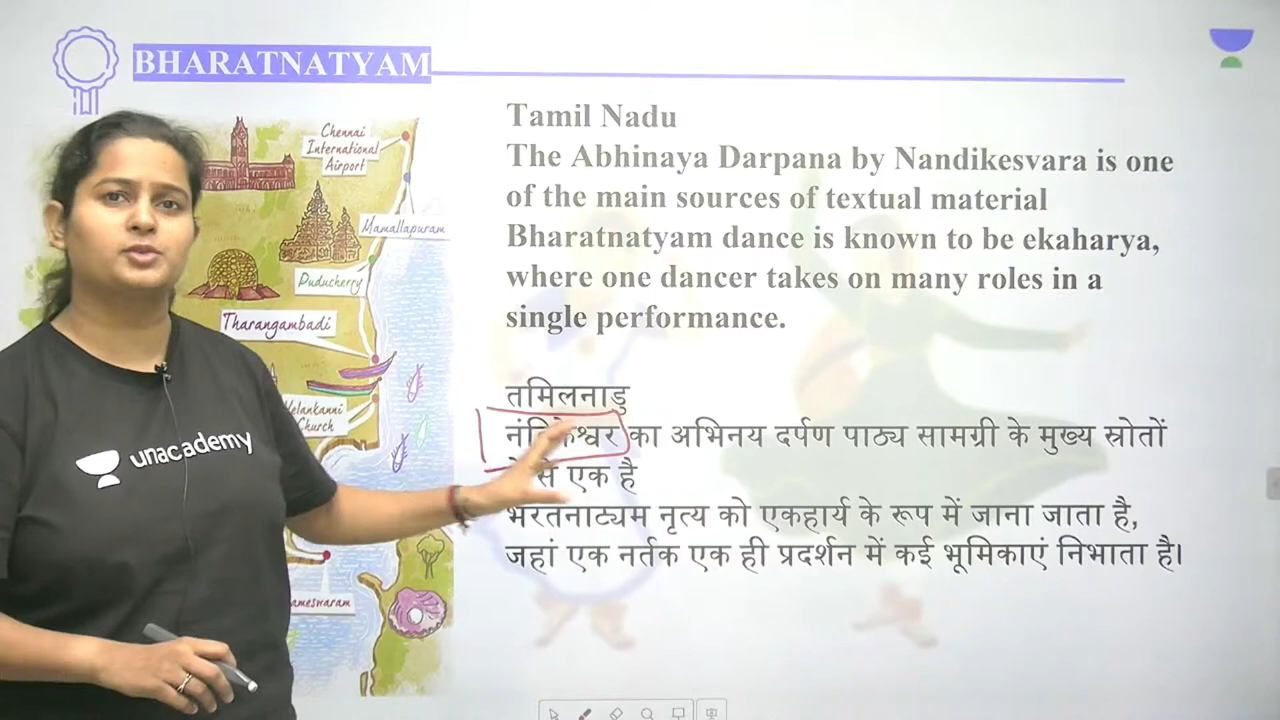 BHARATNATYAM
Tamil Nadu
The Abhinaya Darpana by Nandikesvara is one
of the main sources of textual material
Bharatnatyam dance is known to be ekaharya,
where one dancer takes on many roles in a
single performance.
तमिलनाडु
का अभिनय दर्पण पाठ्य सामग्री के मुख्य स्रोतों
से एक है
भरतनाट्यम नृत्य को एकहार्य के रूप में जाना जाता है,
जहां एक नर्तक एक ही प्रदर्शन में कई भूमिकाएं निभाता है।
Chennai
International
Airport
Mamallapuram
Puducherry
Tharangambadi
Church
unacademy